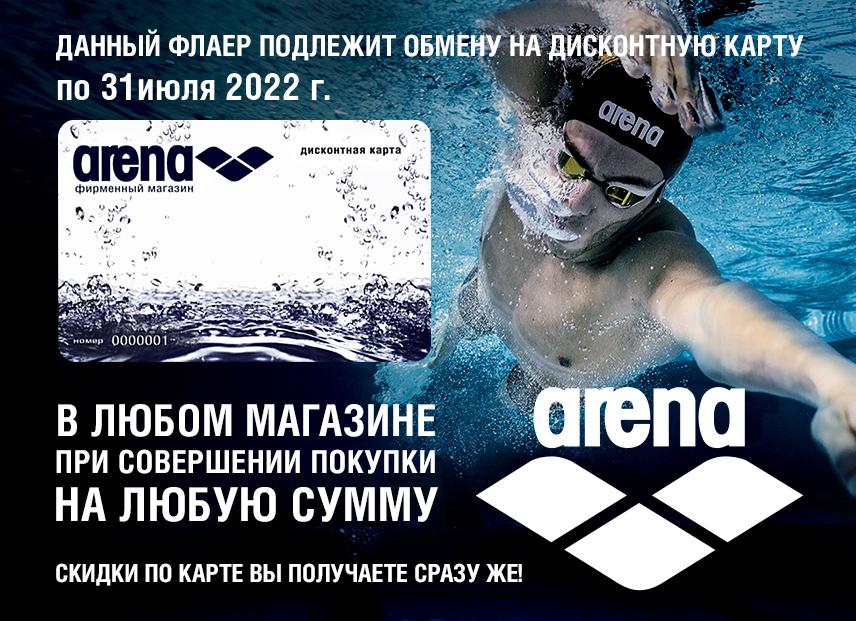 ДАННЫЙ ФЛАЕР ПОДЛЕЖИТ ОБМЕНУ НА ДИСКОНТНУЮ КАРТУ
по 31июля 2022 г.
arena
arena
дисконтная карта
фирменный магазин
номер 0000001
В ЛЮБОМ МАГАЗИНЕ
ПРИ СОВЕРШЕНИИ ПОКУПКИ
НА ЛЮБУЮ СУММУ
arena
СКИДКИ ПО КАРТЕ ВЫ ПОЛУЧАЕТЕ СРАЗУ ЖЕ!